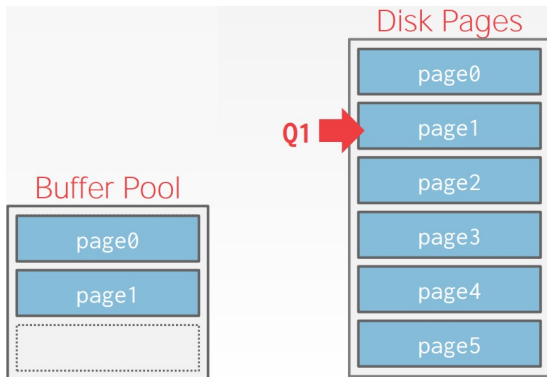 Disk Pages
page0
Q1
page1
page2
Buffer Pool
page3
page0
page4
page1
page5